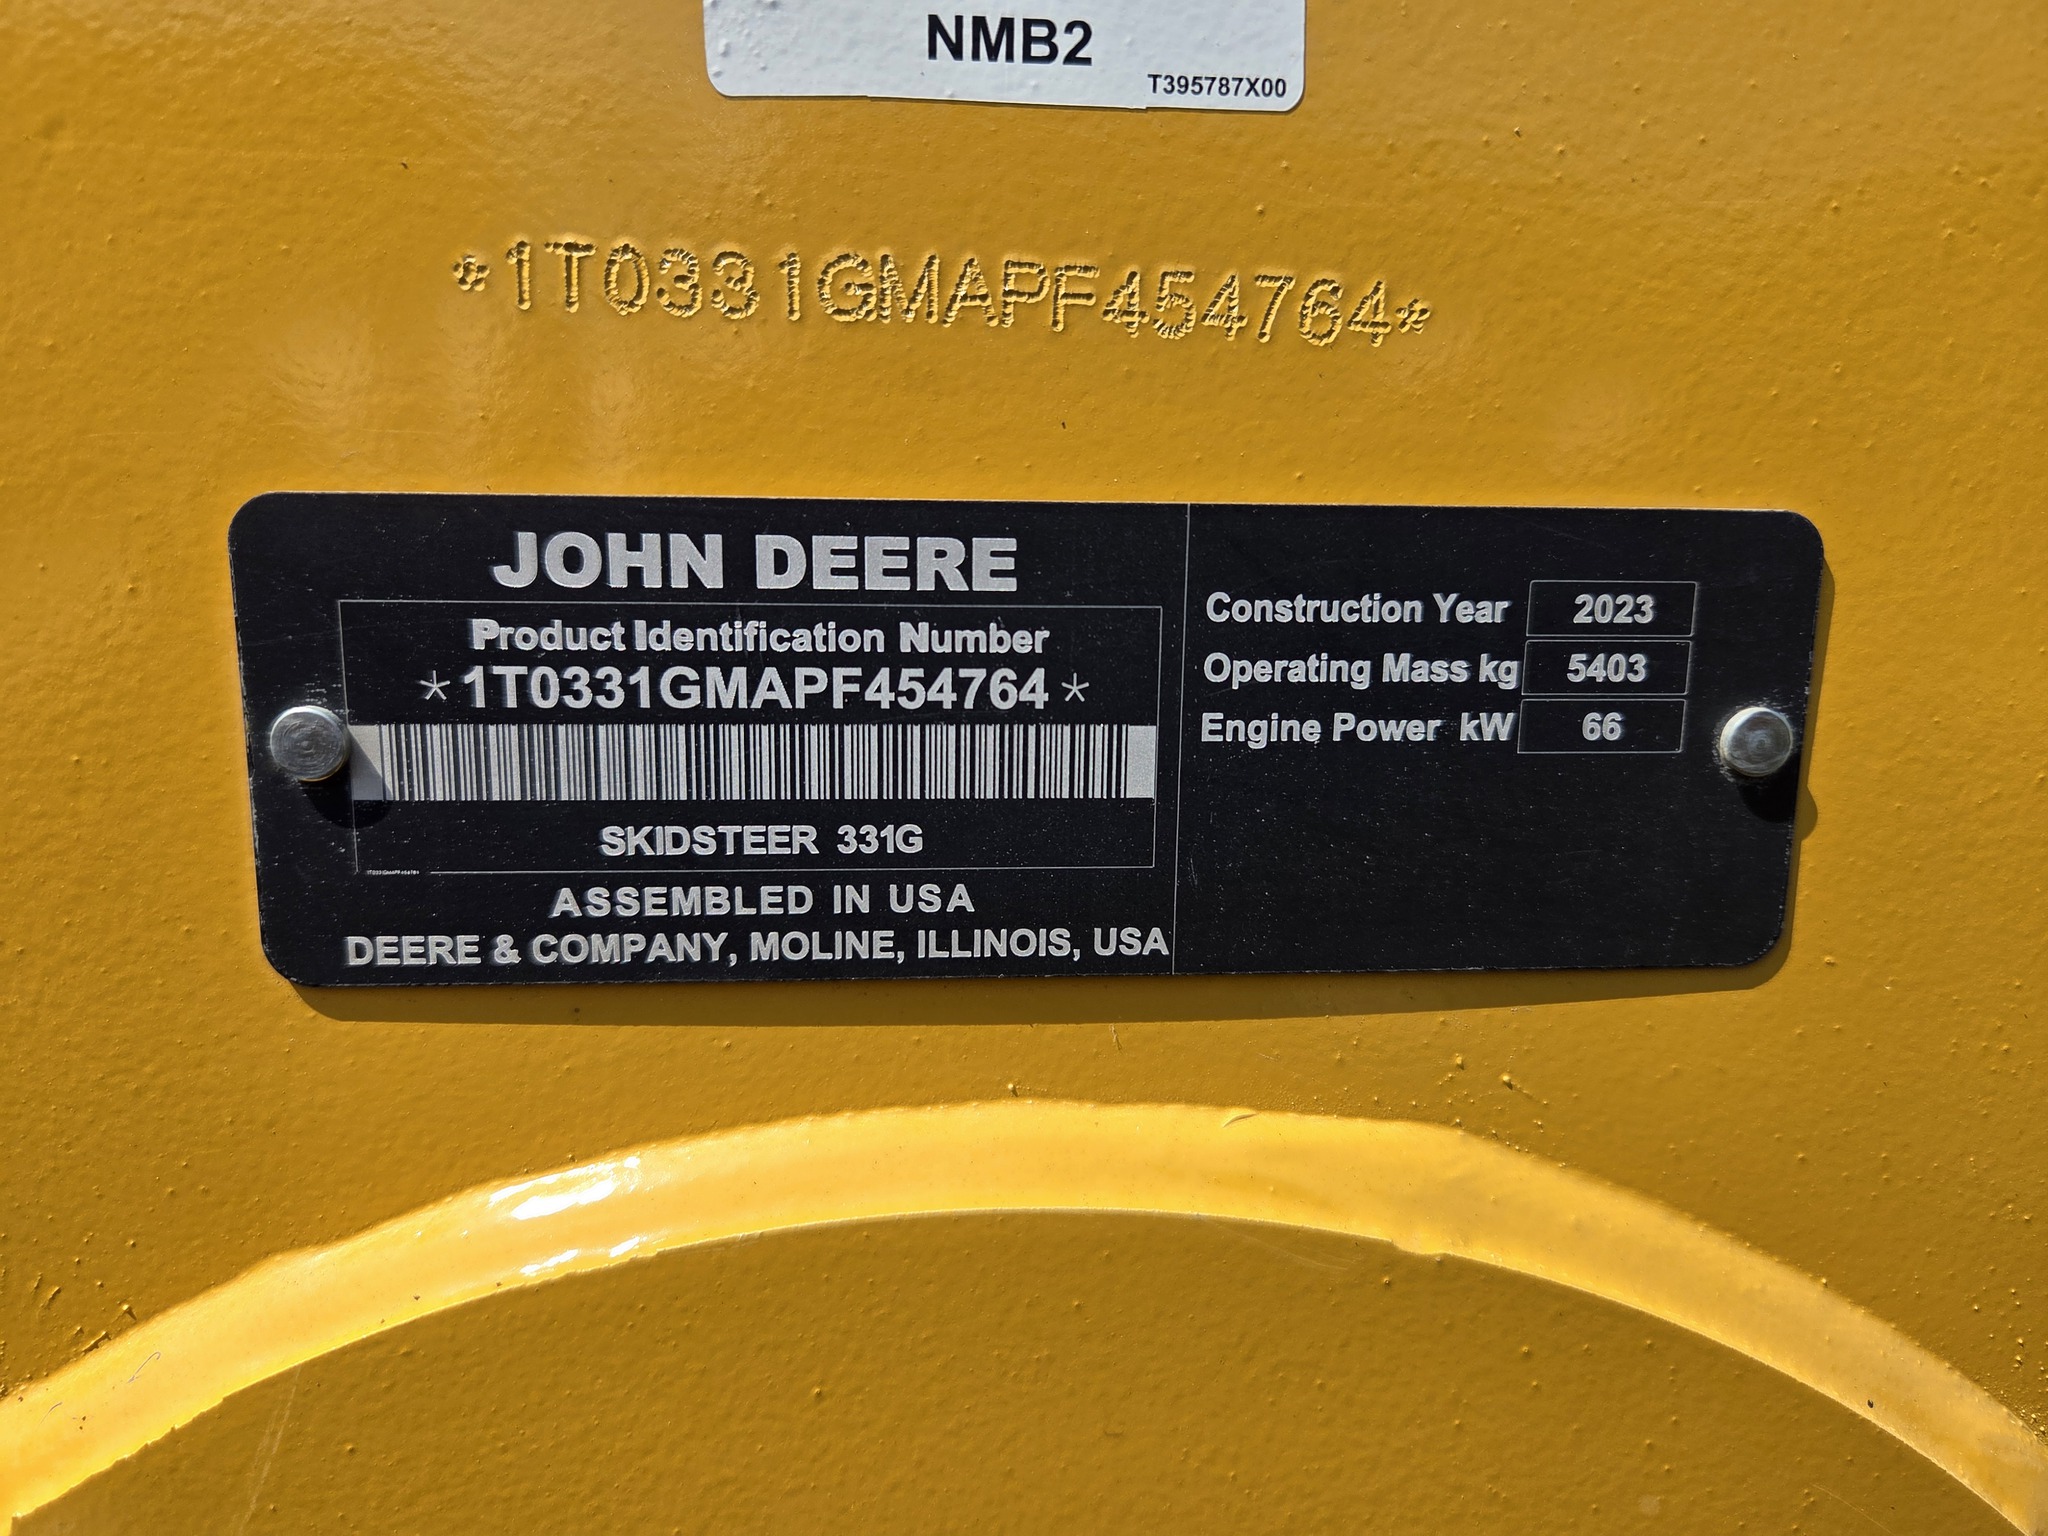 NMB2
T395787X00
*1T0331GMAPF454764*
JOHN DEERE
Product Identification Number
*1T0331GMAPF454764*
SKIDSTEER 331G
ASSEMBLED IN USA
DEERE & COMPANY, MOLINE, ILLINOIS, USA
Construction Year 2023
Operating Mass kg 5403
Engine Power kW 66